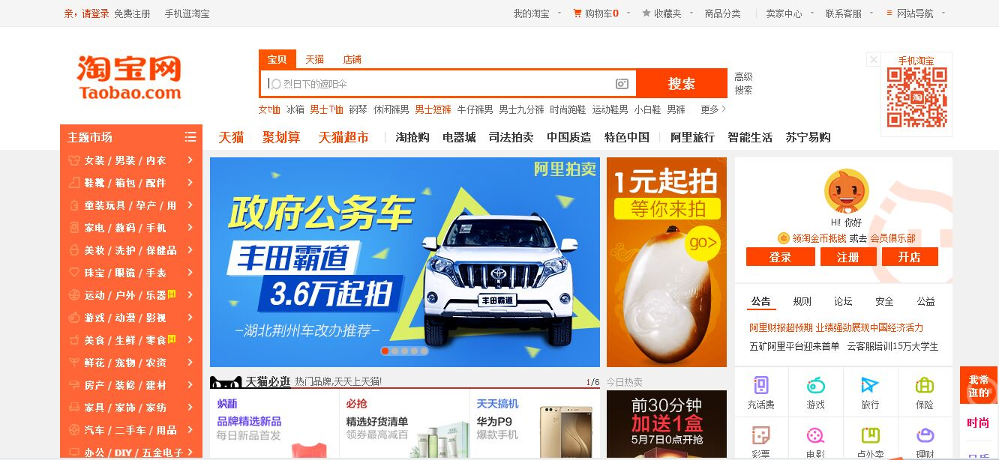 亲，请登录 免费注册 手机逛淘宝
我的淘宝 购物车0 收藏夹 商品分类 卖家中心 联系客服 网站导航
淘宝网
Taobao.com
宝贝 天猫 店铺
烈日下的遮阳伞
搜索
高级
搜索
女t恤 冰箱 男士T恤 钢琴 休闲裤男 男士短裤 牛仔裤男 男士九分裤 时尚跑鞋 运动鞋男 小白鞋 男裤 更多
手机淘宝
淘
主题市场
天猫 聚划算 天猫超市 淘抢购 电器城 司法拍卖 中国质造 特色中国 阿里旅行 智能生活 苏宁易购
女装 / 男装 / 内衣
鞋靴 / 箱包 / 配件
童装玩具 / 孕产 / 用
家电 / 数码 / 手机
美妆 / 洗护 / 保健品
珠宝 / 眼镜 / 手表
运动 / 户外 / 乐器
游戏 / 动漫 / 影视
美食 / 生鲜 / 零食
鲜花 / 宠物 / 农资
房产 / 装修 / 建材
家具 / 家饰 / 家纺
汽车 / 二手车 / 用品
办公 / DIY / 五金电子
阿里拍卖
政府公务车
丰田霸道
3.6万起拍
–湖北荆州车改办推荐–
丰田霸道
1元起拍
等你来拍
go>
Hi! 你好
领淘金币抵钱 或去 会员俱乐部
登录 注册 开店
公告 规则 论坛 安全 公益
阿里财报超预期 业绩强劲展现中国经济活力
五矿阿里平台迎来首单 云客服培训15万大学生
充话费 游戏 旅行 保险
彩票 电影 点外卖 理财
天猫必逛 热门品牌,天天上天猫! 1/6
焕新
品牌精选新品
每日新品首发
必抢
精选好货清单
领券最高减百
天天搞机
华为P9
爆款手机
今日热卖
前30分钟
加送1盒
5月7日0点开抢
我常
逛的
时尚